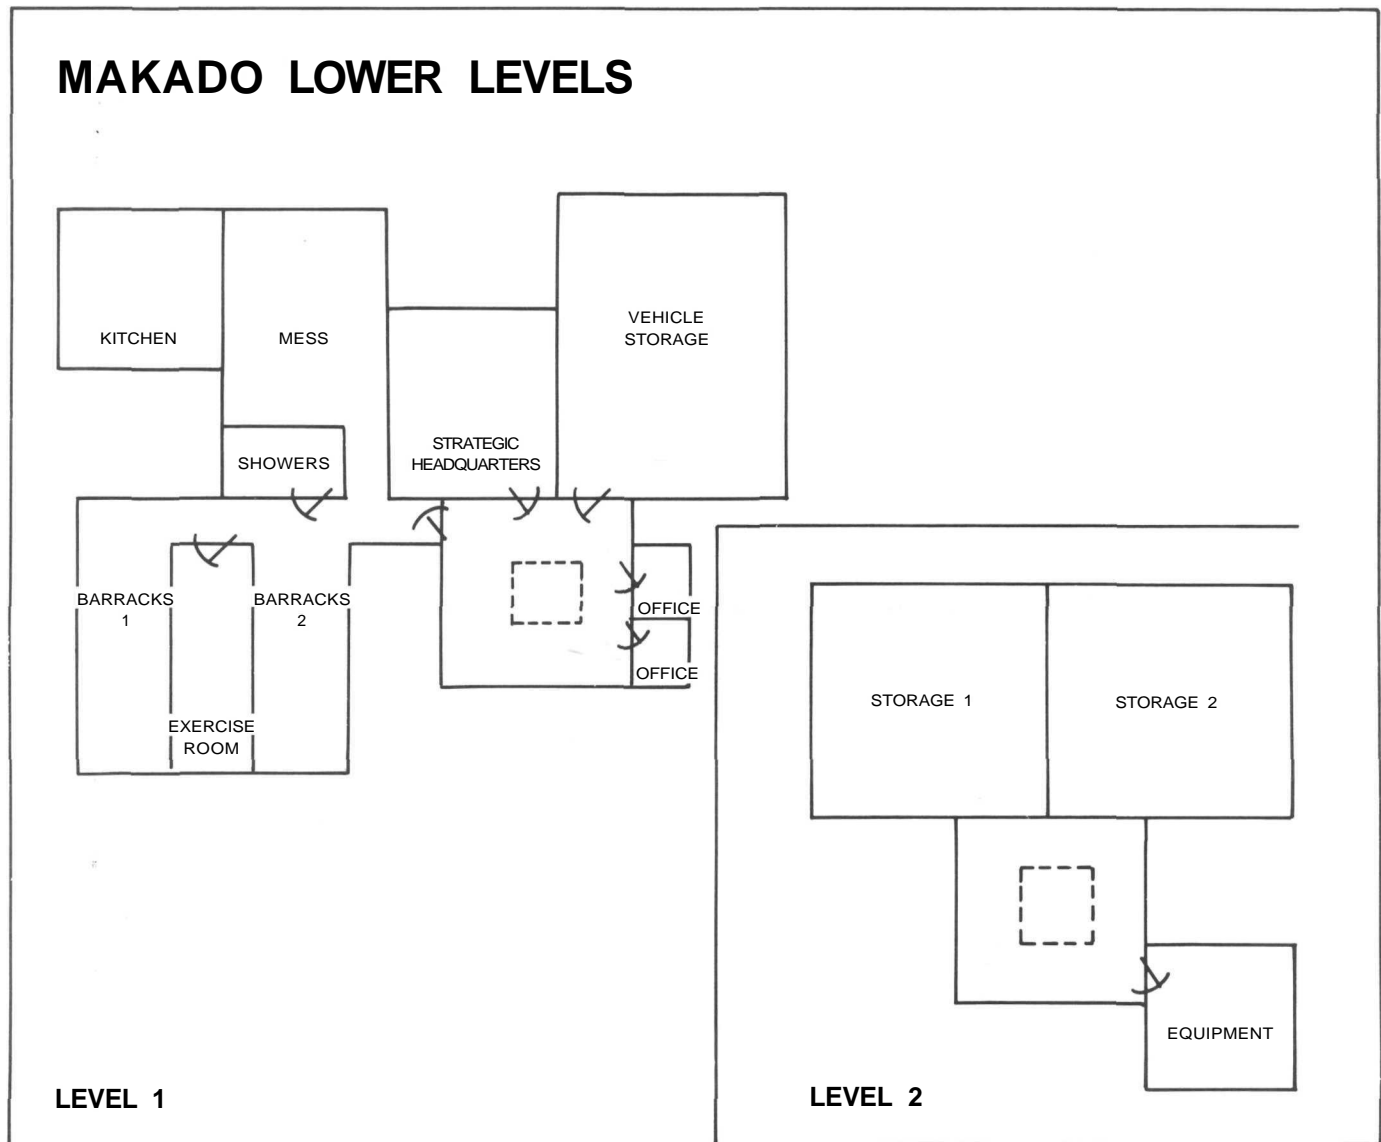 MAKADO LOWER LEVELS
KITCHEN
MESS
VEHICLE
STORAGE
STRATEGIC
HEADQUARTERS
SHOWERS
BARRACKS
1
BARRACKS
2
EXERCISE
ROOM
OFFICE
OFFICE
LEVEL 1
STORAGE 1
STORAGE 2
EQUIPMENT
LEVEL 2